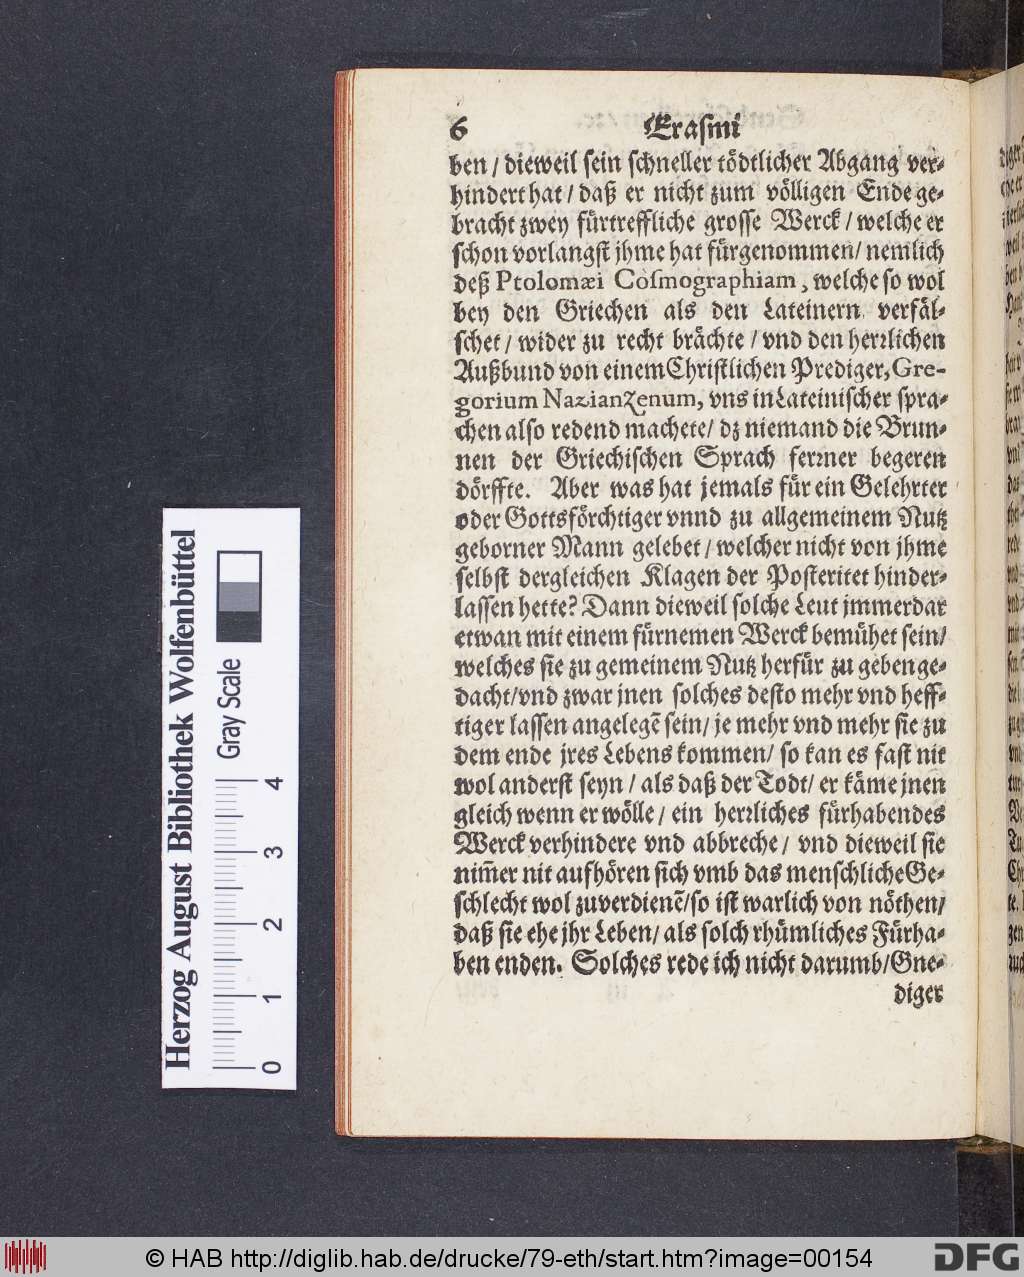 6 Eraſmi
ben / dieweil ſein ſchneller tödtlicher Abgang ver-
hindert hat / daß er nicht zum völligen Ende ge-
bracht zwey fürtreffliche groſſe Werck / welche er
ſchon vorlangſt jhme hat fürgenommen / nemlich
deß Ptolomæi Coſmographiam, welche ſo wol
bey den Griechen als den Lateinern verfäl-
ſchet / wider zu recht brächte / vnd den herꝛlichen
Außbund von einem Chriſtlichen Prediger, Gre-
gorium Nazianzenum, vns in Lateiniſcher ſpra-
chen alſo redend machete / dz niemand die Brun-
nen der Griechiſchen Sprach ferꝛner begeren
dörffte. Aber was hat jemals für ein Gelehrter
oder Gottsförchtiger vnnd zu allgemeinem Nutz
geborner Mann gelebet / welcher nicht von jhme
ſelbſt dergleichen Klagen der Poſteritet hinder-
laſſen hette? Dann dieweil ſolche Leut jmmerdar
etwan mit einem fürnemen Werck bemühet ſein /
welches ſie zu gemeinem Nutz herfür zu geben ge-
dacht / vnd zwar jnen ſolches deſto mehr vnd heff-
tiger laſſen angelegẽ ſein / je mehr vnd mehr ſie zu
dem ende jres Lebens kommen / ſo kan es faſt nit
wol anderſt ſeyn / als daß der Todt / er käme jnen
gleich wenn er wölle / ein herꝛliches fürhabendes
Werck verhindere vnd abbreche / vnd dieweil ſie
nim̃er nit aufhören ſich vmb das menſchliche Ge-
ſchlecht wol zuverdienẽ / ſo iſt warlich von nöthen /
daß ſie ehe jhr Leben / als ſolch rhümliches Fürha-
ben enden. Solches rede ich nicht darumb / Gne-
diger
Herzog August Bibliothek Wolfenbüttel
Gray Scale
0 1 2 3 4
© HAB http://diglib.hab.de/drucke/79-eth/start.htm?image=00154
DFG